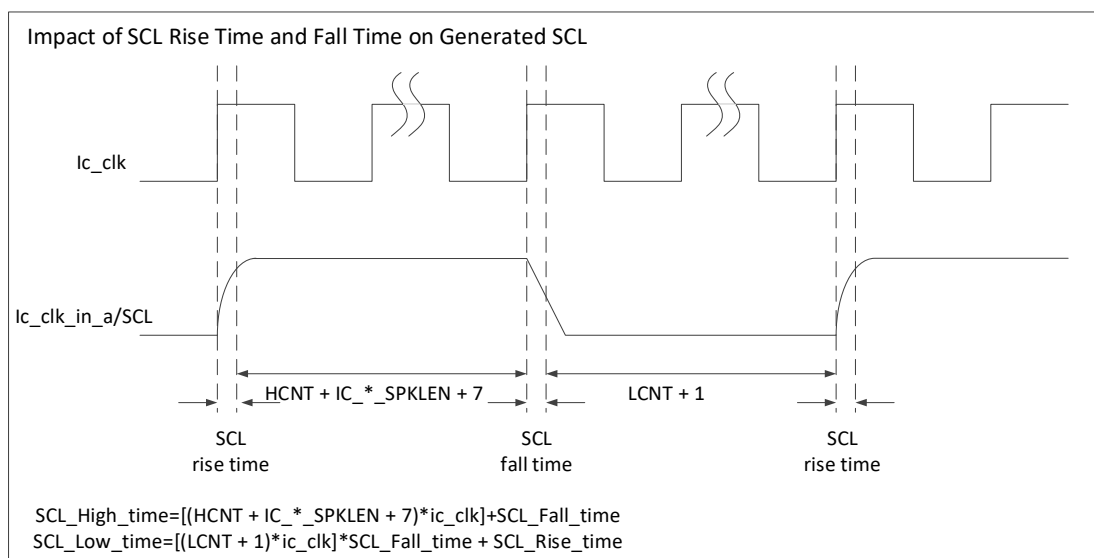 Impact of SCL Rise Time and Fall Time on Generated SCL
Ic_clk
Ic_clk_in_a/SCL
HCNT + IC_*_SPKLEN + 7
LCNT + 1
SCL
rise time
SCL
fall time
SCL
rise time
SCL_High_time=[(HCNT + IC_*_SPKLEN + 7)*ic_clk]+SCL_Fall_time
SCL_Low_time=[(LCNT + 1)*ic_clk]*SCL_Fall_time + SCL_Rise_time